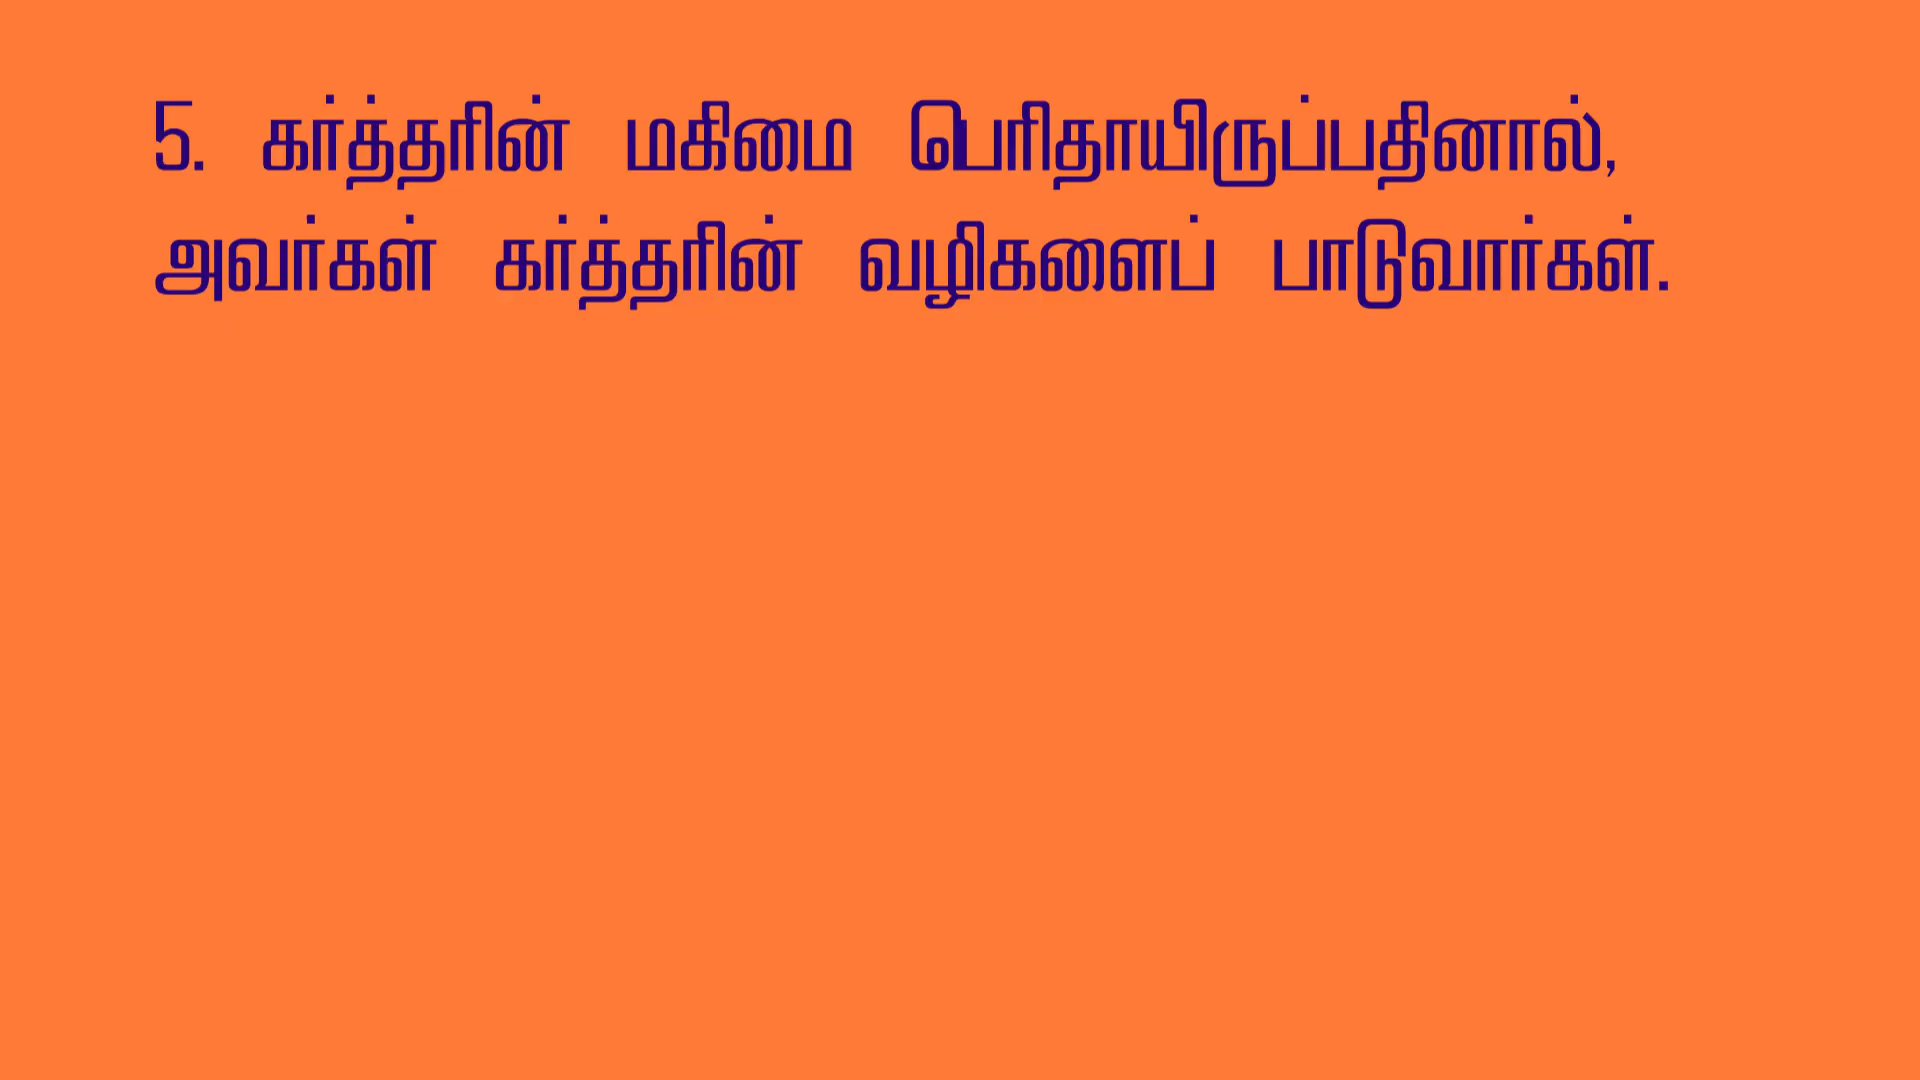 5. கர்த்தரின் மகிமை பெரிதாயிருப்பதினால்,
அவர்கள் கர்த்தரின் வழிகளைப் பாடுவார்கள்.